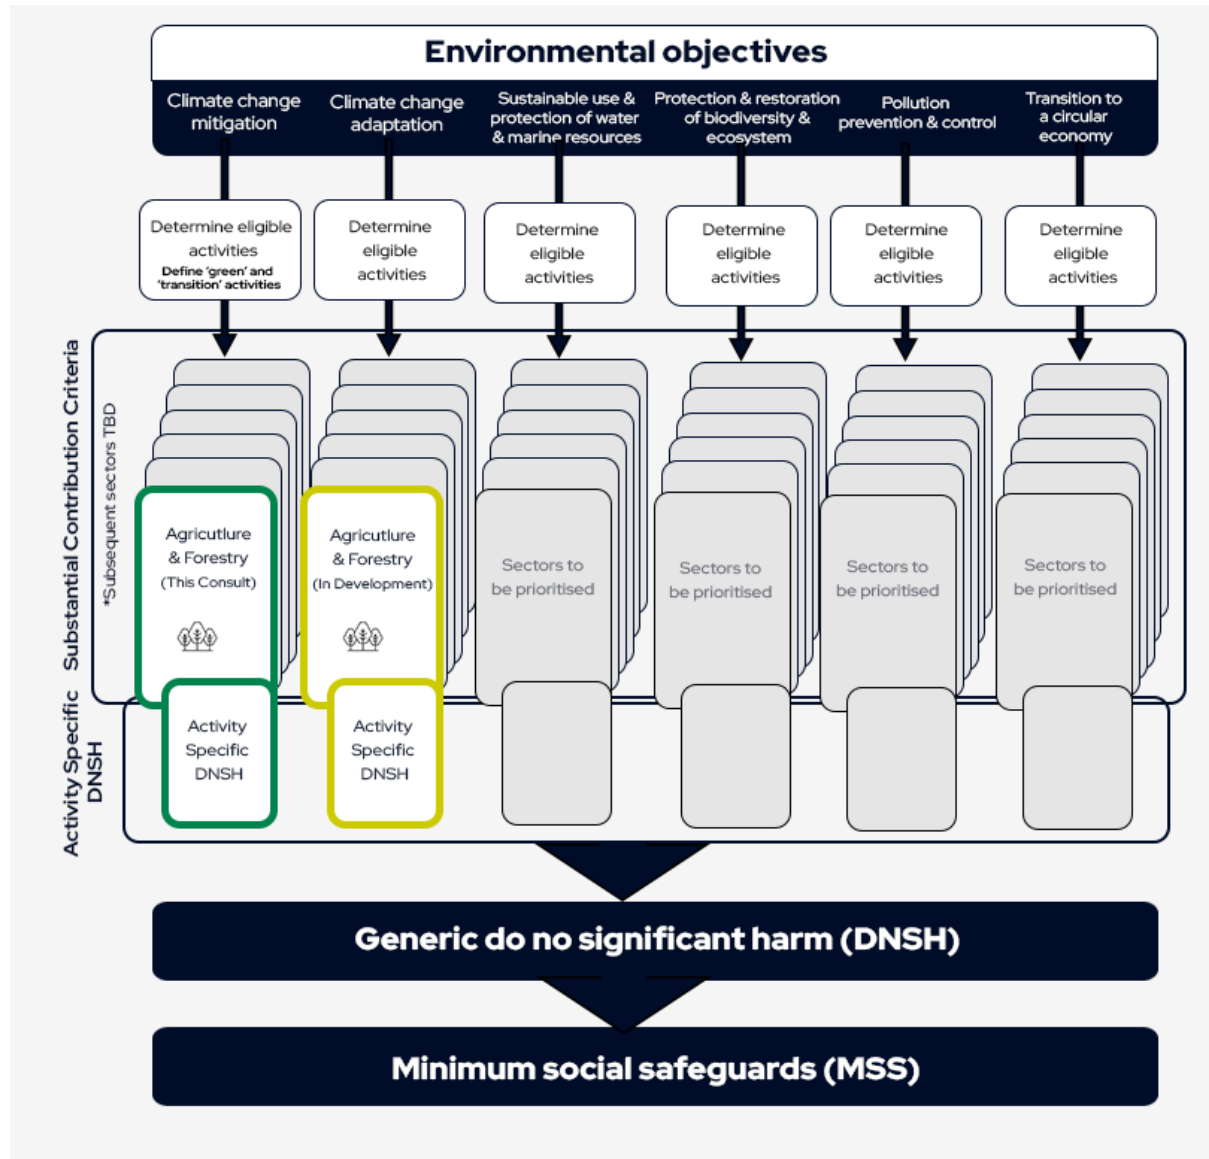 Environmental objectives
Climate change
mitigation
Climate change
adaptation
Sustainable use &
protection of water
& marine resources
Protection & restoration
of biodiversity &
ecosystem
Pollution
prevention & control
Transition to
a circular
economy
Determine eligible
activities
Define ‘green’ and
‘transition’ activities
Determine
eligible
activities
Determine
eligible
activities
Determine
eligible
activities
Determine
eligible
activities
Determine
eligible
activities
Substantial Contribution Criteria
*Subsequent sectors TBD
Agricutlure
& Forestry
(This Consult)
Agricutlure
& Forestry
(In Development)
Sectors to
be prioritised
Sectors to
be prioritised
Sectors to
be prioritised
Sectors to
be prioritised
Activity Specific
DNSH
Activity
Specific
DNSH
Activity
Specific
DNSH
Generic do no significant harm (DNSH)
Minimum social safeguards (MSS)